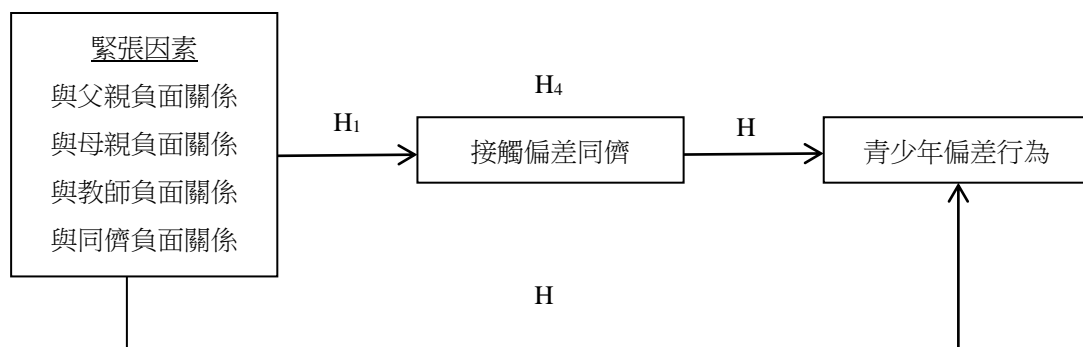 緊張因素
與父親負面關係
與母親負面關係
與教師負面關係
與同儕負面關係
H₁
H₄
接觸偏差同儕
H
青少年偏差行為
H